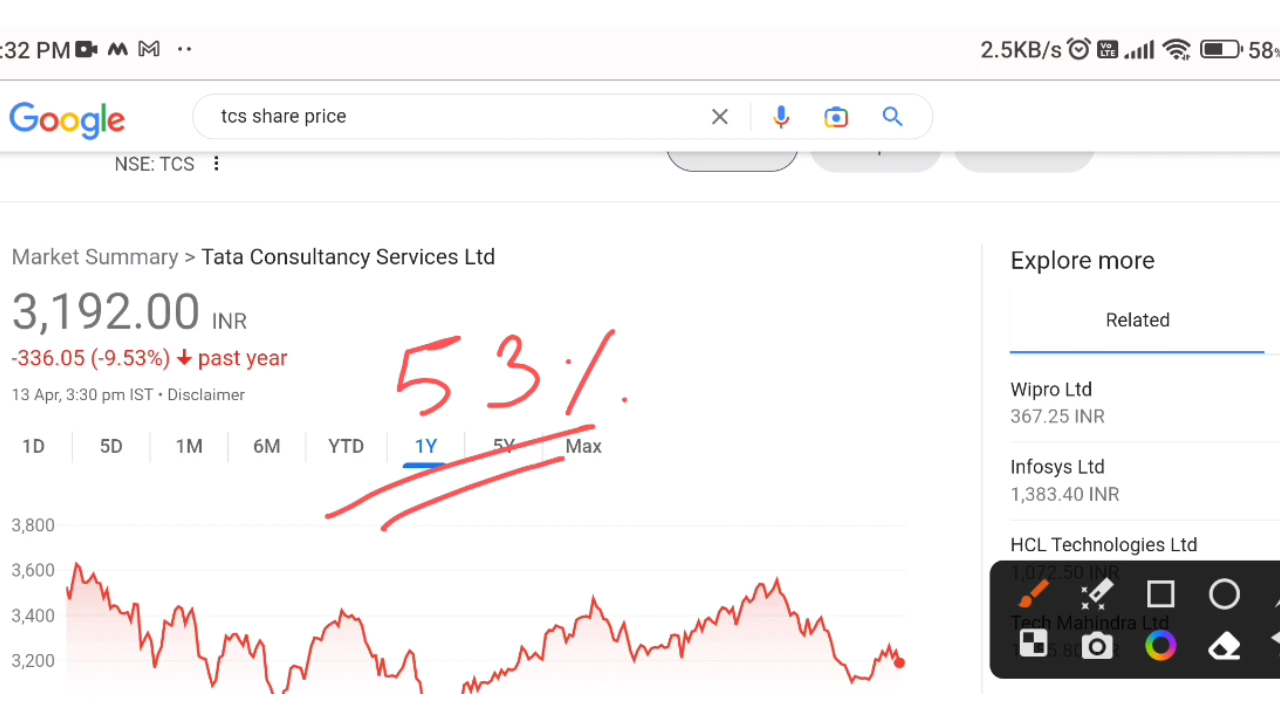 :32 PM
2.5KB/s Vo LTE 58%
Google
tcs share price
NSE: TCS
Market Summary > Tata Consultancy Services Ltd
3,192.00 INR
-336.05 (-9.53%) past year
13 Apr, 3:30 pm IST • Disclaimer
53%.
1D 5D 1M 6M YTD 1Y 5Y Max
3,800
3,600
3,400
3,200
Explore more
Related
Wipro Ltd
367.25 INR
Infosys Ltd
1,383.40 INR
HCL Technologies Ltd
1,072.50 INR
Tech Mahindra Ltd